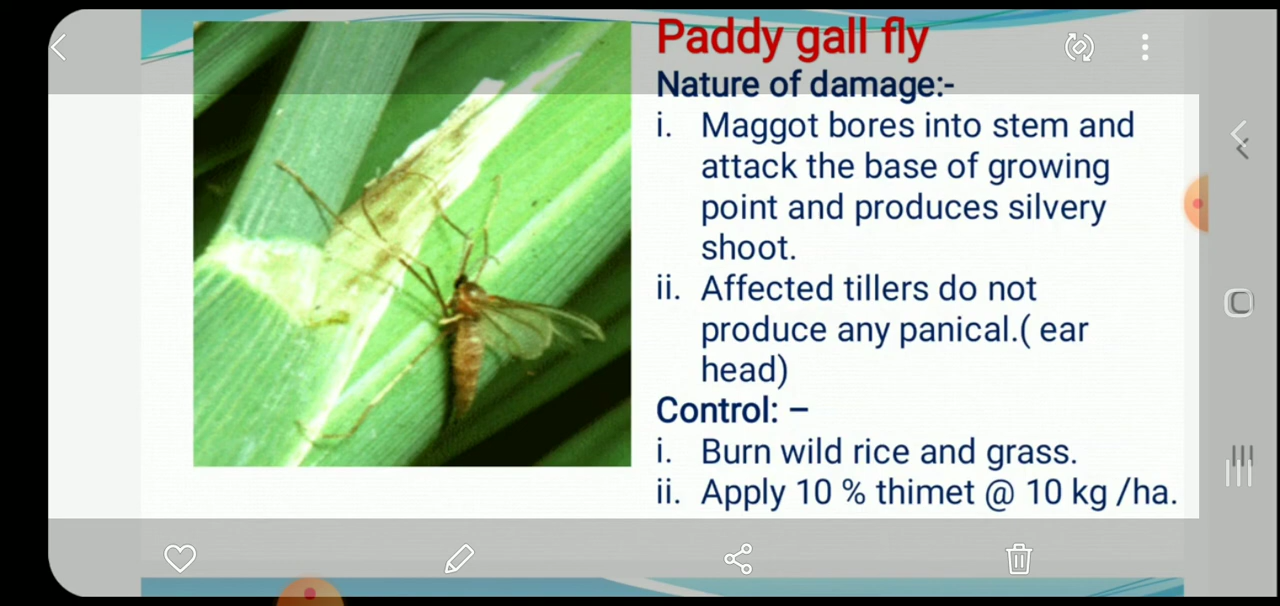 Paddy gall fly
Nature of damage:-
i. Maggot bores into stem and
attack the base of growing
point and produces silvery
shoot.
ii. Affected tillers do not
produce any panical.( ear
head)
Control: –
i. Burn wild rice and grass.
ii. Apply 10 % thimet @ 10 kg /ha.